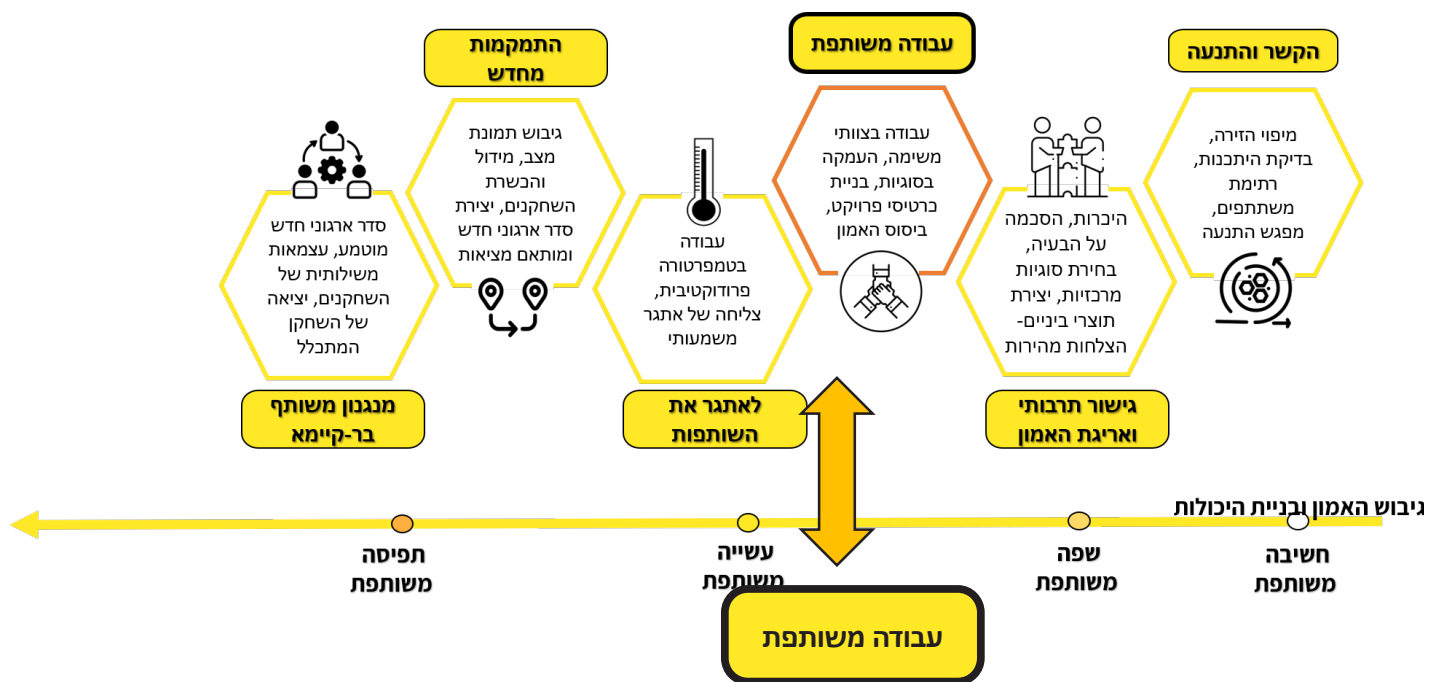 הקשר והתנעה
מיפוי הזירה,
בדיקת היתכנות,
רתימת
משתתפים,
מפגש התנעה
היכרות, הסכמה
על הבעיה,
בחירת סוגיות
מרכזיות, יצירת
תוצרי ביניים-
הצלחות מהירות
גישור תרבותי
ואריגת האמון
עבודה משותפת
עבודה בצוותי
משימה, העמקה
בסוגיות, בניית
כרטיסי פרויקט,
ביסוס האמון
עבודה
בטמפרטורה
פרודוקטיבית,
צליחה של אתגר
משמעותי
לאתגר את
השותפות
התמקמות
מחדש
גיבוש תמונת
מצב, מידול
והכשרת
השחקנים, יצירת
סדר ארגוני חדש
ומותאם מציאות
סדר ארגוני חדש
מוטמע, עצמאות
משילותית של
השחקנים, יציאה
של השחקן
המתכלל
מנגנון משותף
בר-קיימא
גיבוש האמון ובניית היכולות
חשיבה
משותפת
שפה
משותפת
עשייה
משותפת
תפיסה
משותפת
עבודה משותפת